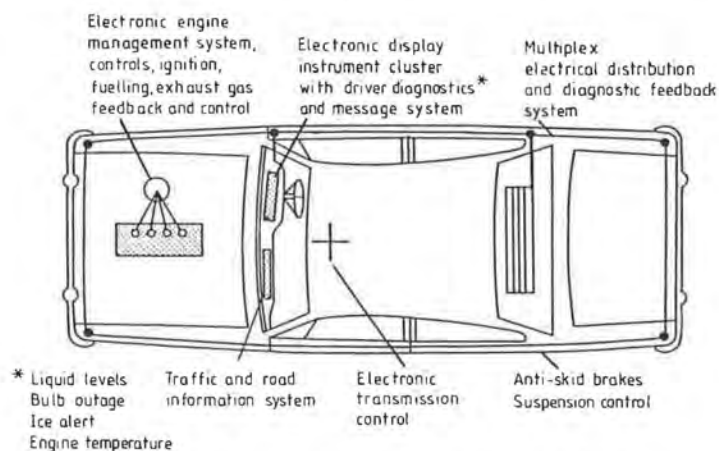 Electronic engine
management system,
controls, ignition,
fuelling, exhaust gas
feedback and control
Electronic display
instrument cluster
with driver diagnostics*
and message system
Multiplex
electrical distribution
and diagnostic feedback
system
* Liquid levels
Bulb outage
Ice alert
Engine temperature
Traffic and road
information system
Electronic
transmission
control
Anti-skid brakes
Suspension control